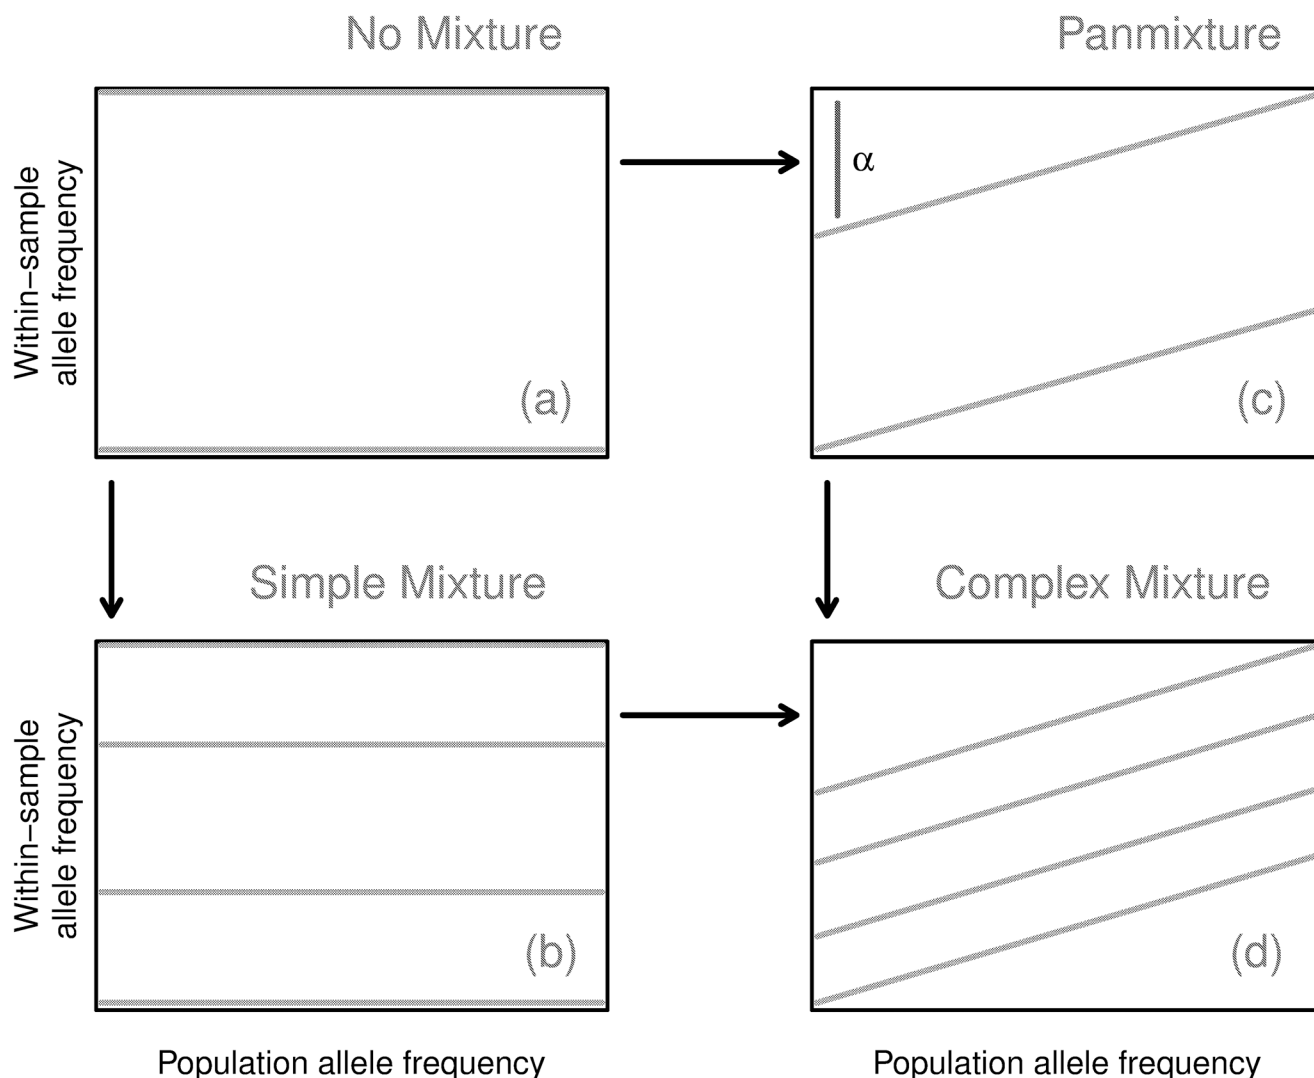 No Mixture
Panmixture
Within−sample
allele frequency
(a)
α
(c)
Simple Mixture
Complex Mixture
Within−sample
allele frequency
(b)
(d)
Population allele frequency
Population allele frequency